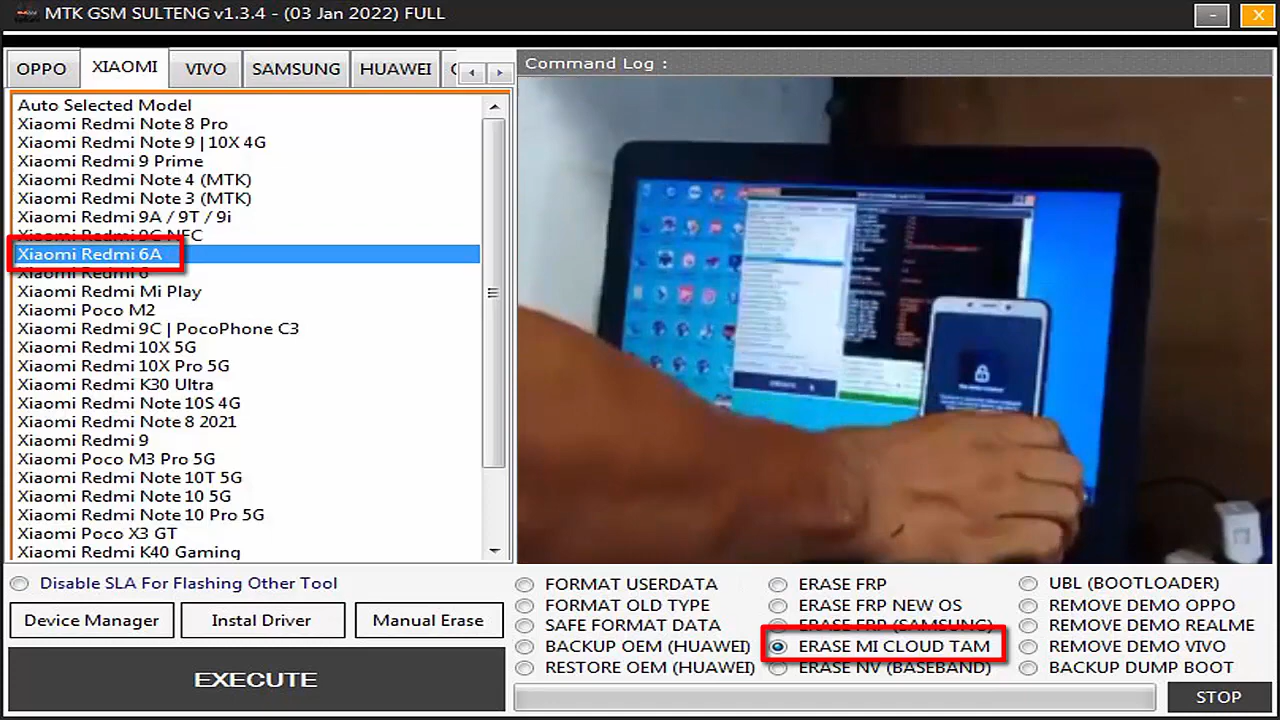 MTK GSM SULTENG v1.3.4 - (03 Jan 2022) FULL
OPPO
XIAOMI
VIVO
SAMSUNG
HUAWEI
Auto Selected Model
Xiaomi Redmi Note 8 Pro
Xiaomi Redmi Note 9 | 10X 4G
Xiaomi Redmi 9 Prime
Xiaomi Redmi Note 4 (MTK)
Xiaomi Redmi Note 3 (MTK)
Xiaomi Redmi 9A / 9T / 9i
Xiaomi Redmi 9C NFC
Xiaomi Redmi 6A
Xiaomi Redmi 6
Xiaomi Redmi Mi Play
Xiaomi Poco M2
Xiaomi Redmi 9C | PocoPhone C3
Xiaomi Redmi 10X 5G
Xiaomi Redmi 10X Pro 5G
Xiaomi Redmi K30 Ultra
Xiaomi Redmi Note 10S 4G
Xiaomi Redmi Note 8 2021
Xiaomi Redmi 9
Xiaomi Poco M3 Pro 5G
Xiaomi Redmi Note 10T 5G
Xiaomi Redmi Note 10 5G
Xiaomi Redmi Note 10 Pro 5G
Xiaomi Poco X3 GT
Xiaomi Redmi K40 Gaming
Disable SLA For Flashing Other Tool
Device Manager
Instal Driver
Manual Erase
EXECUTE
Command Log :
FORMAT USERDATA
FORMAT OLD TYPE
SAFE FORMAT DATA
BACKUP OEM (HUAWEI)
RESTORE OEM (HUAWEI)
ERASE FRP
ERASE FRP NEW OS
ERASE FRP (SAMSUNG)
ERASE MI CLOUD TAM
ERASE NV (BASEBAND)
UBL (BOOTLOADER)
REMOVE DEMO OPPO
REMOVE DEMO REALME
REMOVE DEMO VIVO
BACKUP DUMP BOOT
STOP